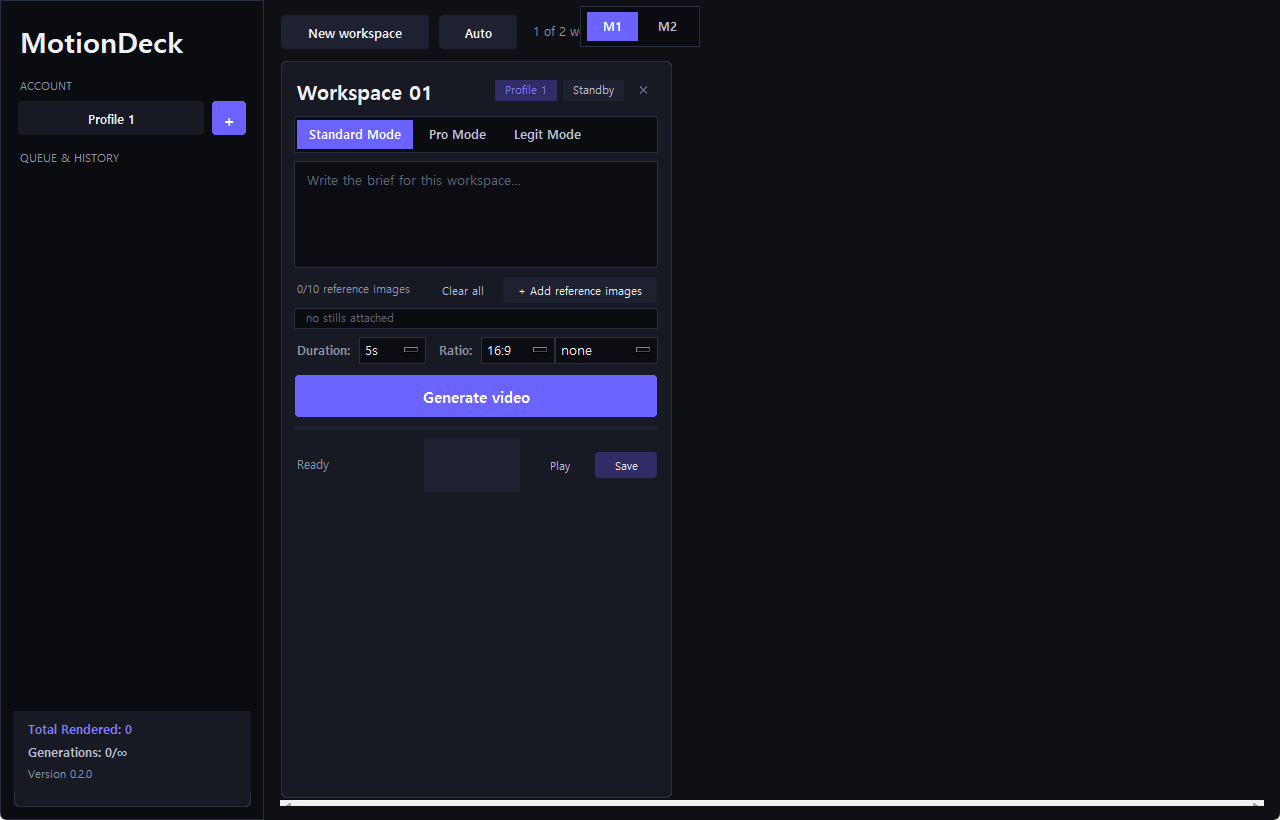 MotionDeck
ACCOUNT
Profile 1
+
QUEUE & HISTORY
Total Rendered: 0
Generations: 0/∞
Version 0.2.0
New workspace
Auto
1 of 2
M1
M2
Workspace 01
Profile 1
Standby
×
Standard Mode
Pro Mode
Legit Mode
Write the brief for this workspace...
0/10 reference images
Clear all
+ Add reference images
no stills attached
Duration:
5s
Ratio:
16:9
none
Generate video
Ready
Play
Save